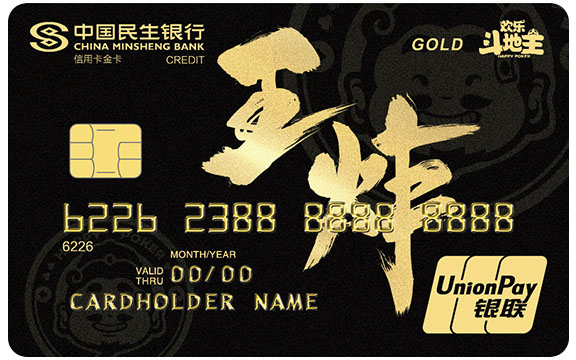 中国民生银行
CHINA MINSHENG BANK
信用卡金卡 CREDIT
GOLD
欢乐
斗地主
HAPPY POKER
王炸
6226 2388 8888 8888
6226
MONTH/YEAR
VALID THRU 00/00
CARDHOLDER NAME
UnionPay
银联